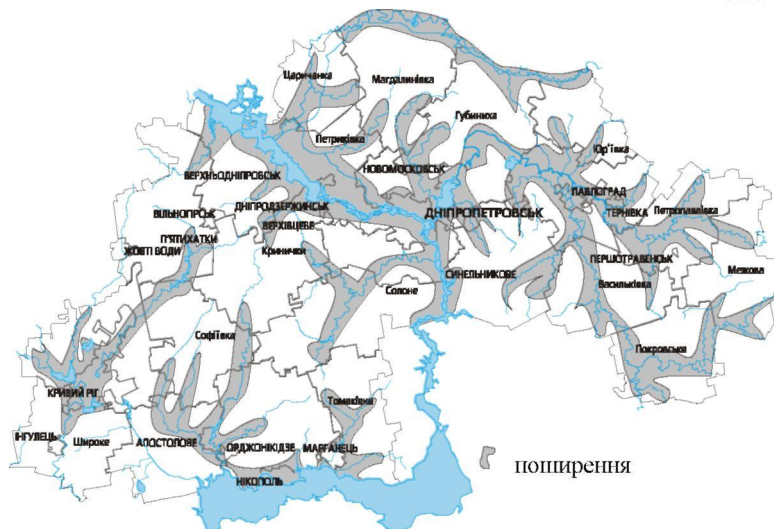 Царичанка
Магдалинівка
Губиниха
Петриківка
Юр'ївка
НОВОМОСКОВСЬК
ВЕРХНЬОДНІПРОВСЬК
ПАВЛОГРАД
ДНІПРОДЗЕРЖИНСЬК
ВІЛЬНОГІРСЬК
ДНІПРОПЕТРОВСЬК
ТЕРНІВКА
Петропавлівка
ВЕРХІВЦЕВЕ
П'ЯТИХАТКИ
ЖОВТІ ВОДИ
Кринички
ПЕРШОТРАВЕНСЬК
Межова
СИНЕЛЬНИКОВЕ
Васильківка
Солоне
Софіївка
Покровське
КРИВИЙ РІГ
Томаківка
ІНГУЛЕЦЬ
Широке
АПОСТОЛОВЕ
ОРДЖОНІКІДЗЕ
МАРГАНЕЦЬ
НІКОПОЛЬ
поширення